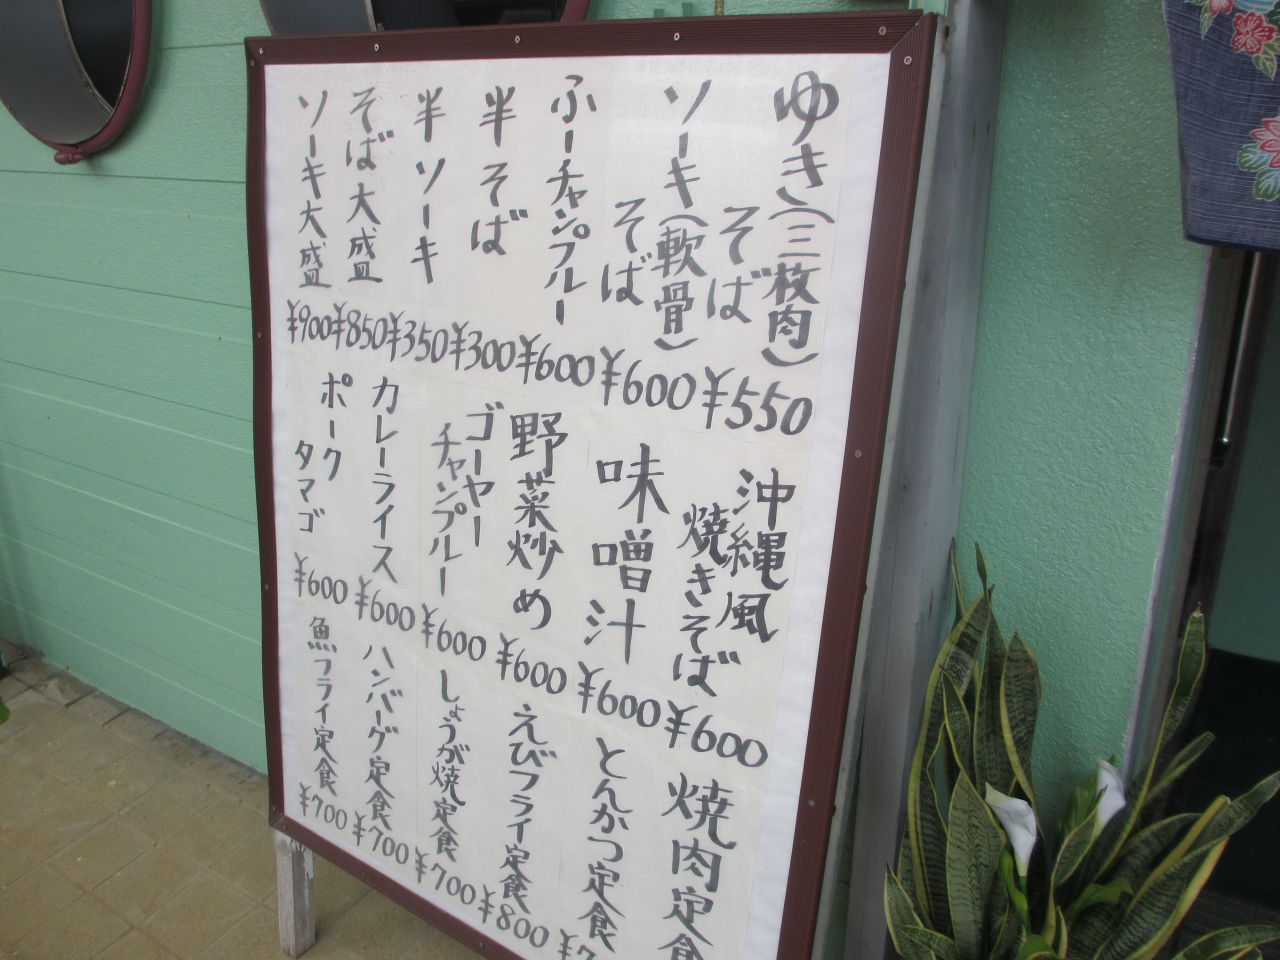 ゆき(三枚肉)
そば ¥550
ソーキ(軟骨)
そば ¥600
ふーチャンプルー ¥600
半そば ¥300
半ソーキ ¥350
そば大盛 ¥850
ソーキ大盛 ¥900
沖縄風
焼きそば ¥600
味噌汁 ¥600
野菜炒め ¥600
ゴーヤー
チャンプルー ¥600
カレーライス ¥600
ポーク
タマゴ ¥600
焼肉定食
とんかつ定食 ¥7
えびフライ定食 ¥800
しょうが焼定食 ¥700
ハンバーグ定食 ¥700
魚フライ定食 ¥700